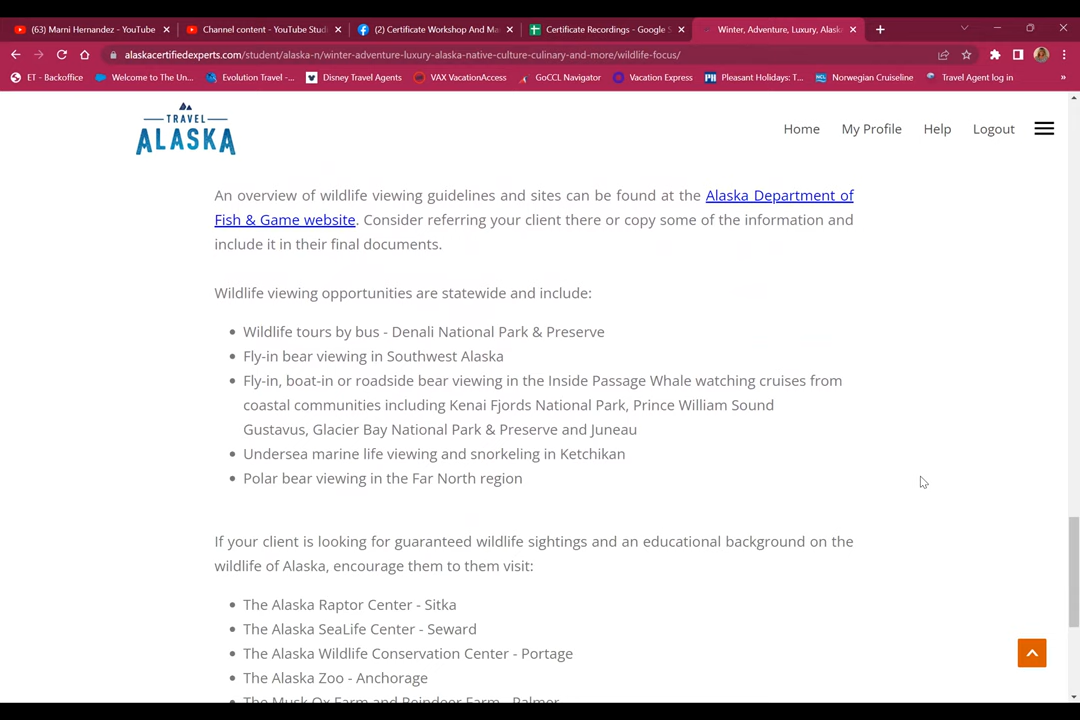 (63) Marni Hernandez - YouTube
Channel content - YouTube Studi
(2) Certificate Workshop And Ma
Certificate Recordings - Google S
Winter, Adventure, Luxury, Alaska
alaskacertifiedexperts.com/student/alaska-n/winter-adventure-luxury-alaska-native-culture-culinary-and-more/wildlife-focus/
ET - Backoffice
Welcome to The Un...
Evolution Travel -...
Disney Travel Agents
VAX VacationAccess
GoCCL Navigator
Vacation Express
Pleasant Holidays: T...
Norwegian Cruiseline
Travel Agent log in
TRAVEL
ALASKA
Home
My Profile
Help
Logout
An overview of wildlife viewing guidelines and sites can be found at the Alaska Department of
Fish & Game website. Consider referring your client there or copy some of the information and
include it in their final documents.
Wildlife viewing opportunities are statewide and include:
Wildlife tours by bus - Denali National Park & Preserve
Fly-in bear viewing in Southwest Alaska
Fly-in, boat-in or roadside bear viewing in the Inside Passage Whale watching cruises from
coastal communities including Kenai Fjords National Park, Prince William Sound
Gustavus, Glacier Bay National Park & Preserve and Juneau
Undersea marine life viewing and snorkeling in Ketchikan
Polar bear viewing in the Far North region
If your client is looking for guaranteed wildlife sightings and an educational background on the
wildlife of Alaska, encourage them to them visit:
The Alaska Raptor Center - Sitka
The Alaska SeaLife Center - Seward
The Alaska Wildlife Conservation Center - Portage
The Alaska Zoo - Anchorage
The Musk Ox Farm and Reindeer Farm - Palmer